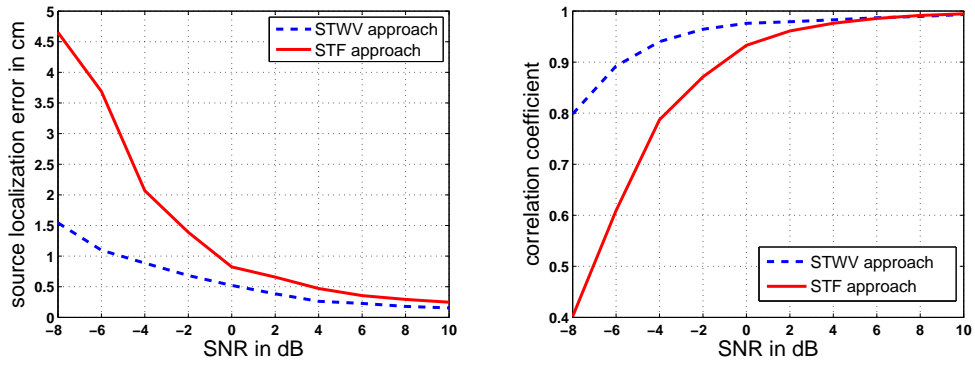 source localization error in cm
5
4.5
4
3.5
3
2.5
2
1.5
1
0.5
0
STWV approach
STF approach
−8 −6 −4 −2 0 2 4 6 8 10
SNR in dB
correlation coefficient
1
0.9
0.8
0.7
0.6
0.5
0.4
STWV approach
STF approach
−8 −6 −4 −2 0 2 4 6 8 10
SNR in dB